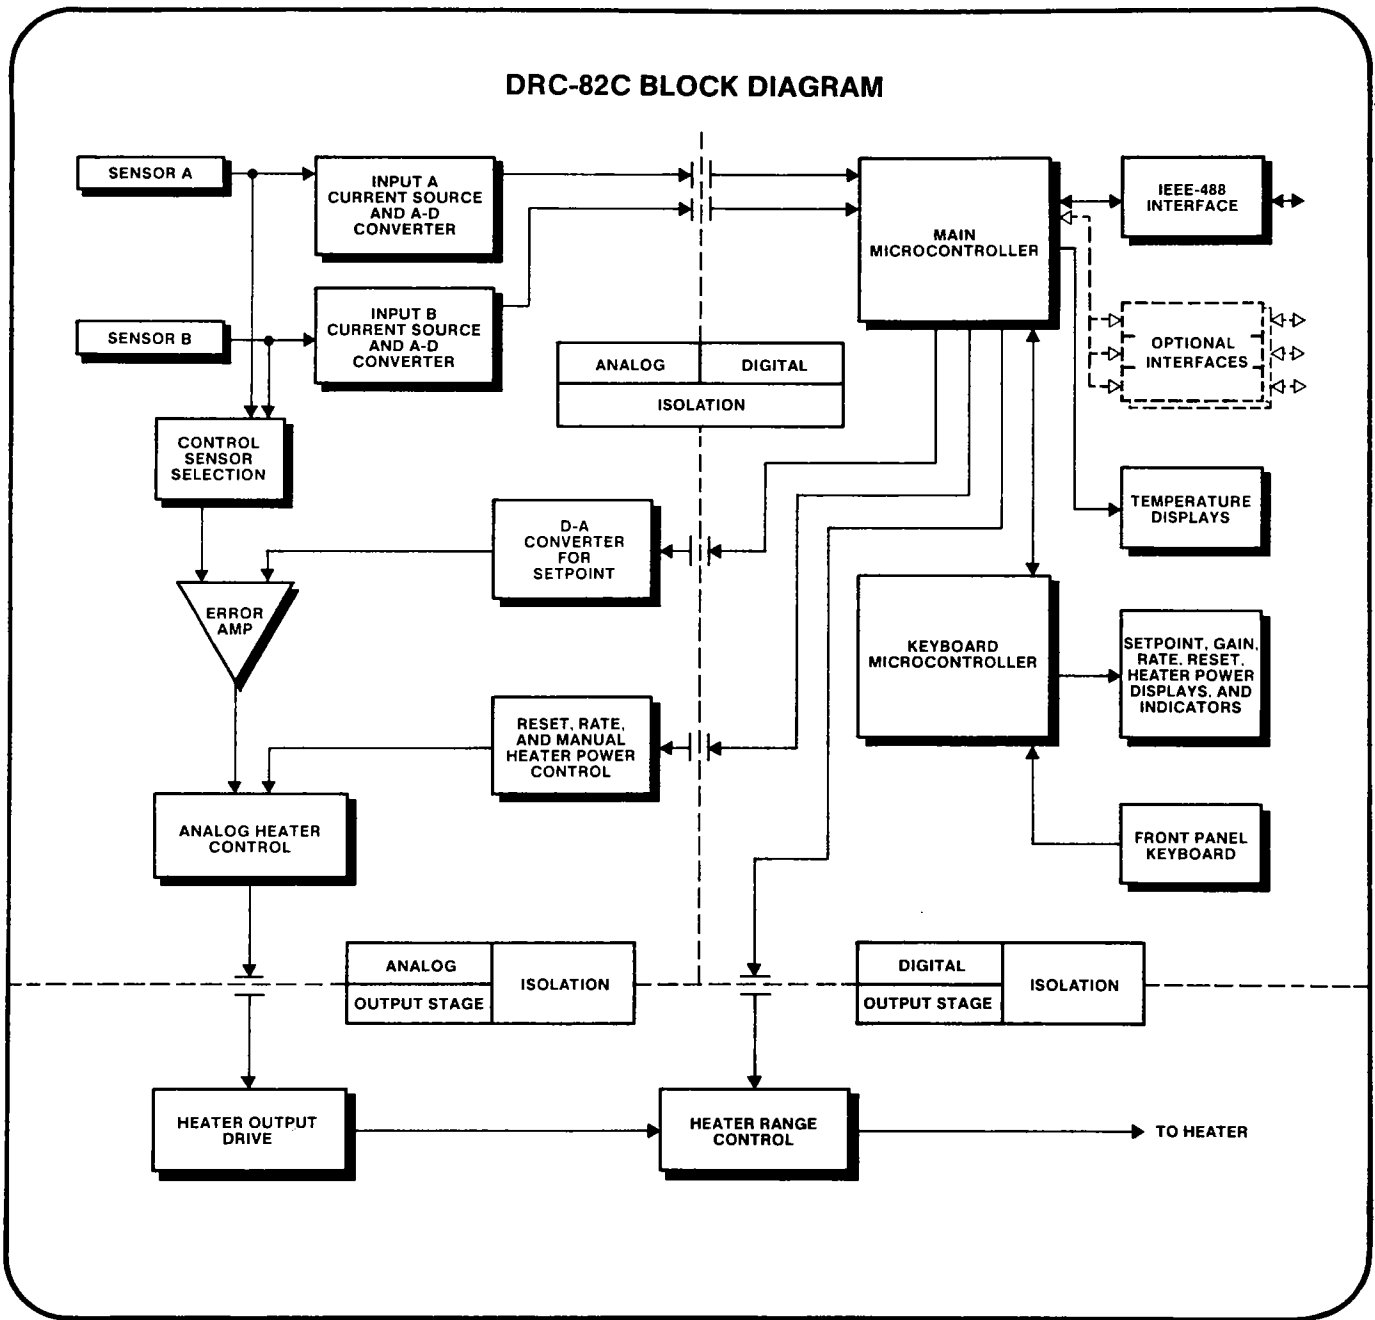 DRC-82C BLOCK DIAGRAM
SENSOR A
INPUT A
CURRENT SOURCE
AND A-D
CONVERTER
MAIN
MICROCONTROLLER
IEEE-488
INTERFACE
SENSOR B
INPUT B
CURRENT SOURCE
AND A-D
CONVERTER
ANALOG
DIGITAL
ISOLATION
OPTIONAL
INTERFACES
CONTROL
SENSOR
SELECTION
D-A
CONVERTER
FOR
SETPOINT
TEMPERATURE
DISPLAYS
ERROR
AMP
KEYBOARD
MICROCONTROLLER
SETPOINT, GAIN,
RATE, RESET,
HEATER POWER
DISPLAYS, AND
INDICATORS
RESET, RATE,
AND MANUAL
HEATER POWER
CONTROL
ANALOG HEATER
CONTROL
FRONT PANEL
KEYBOARD
ANALOG
OUTPUT STAGE
ISOLATION
DIGITAL
OUTPUT STAGE
ISOLATION
HEATER OUTPUT
DRIVE
HEATER RANGE
CONTROL
TO HEATER